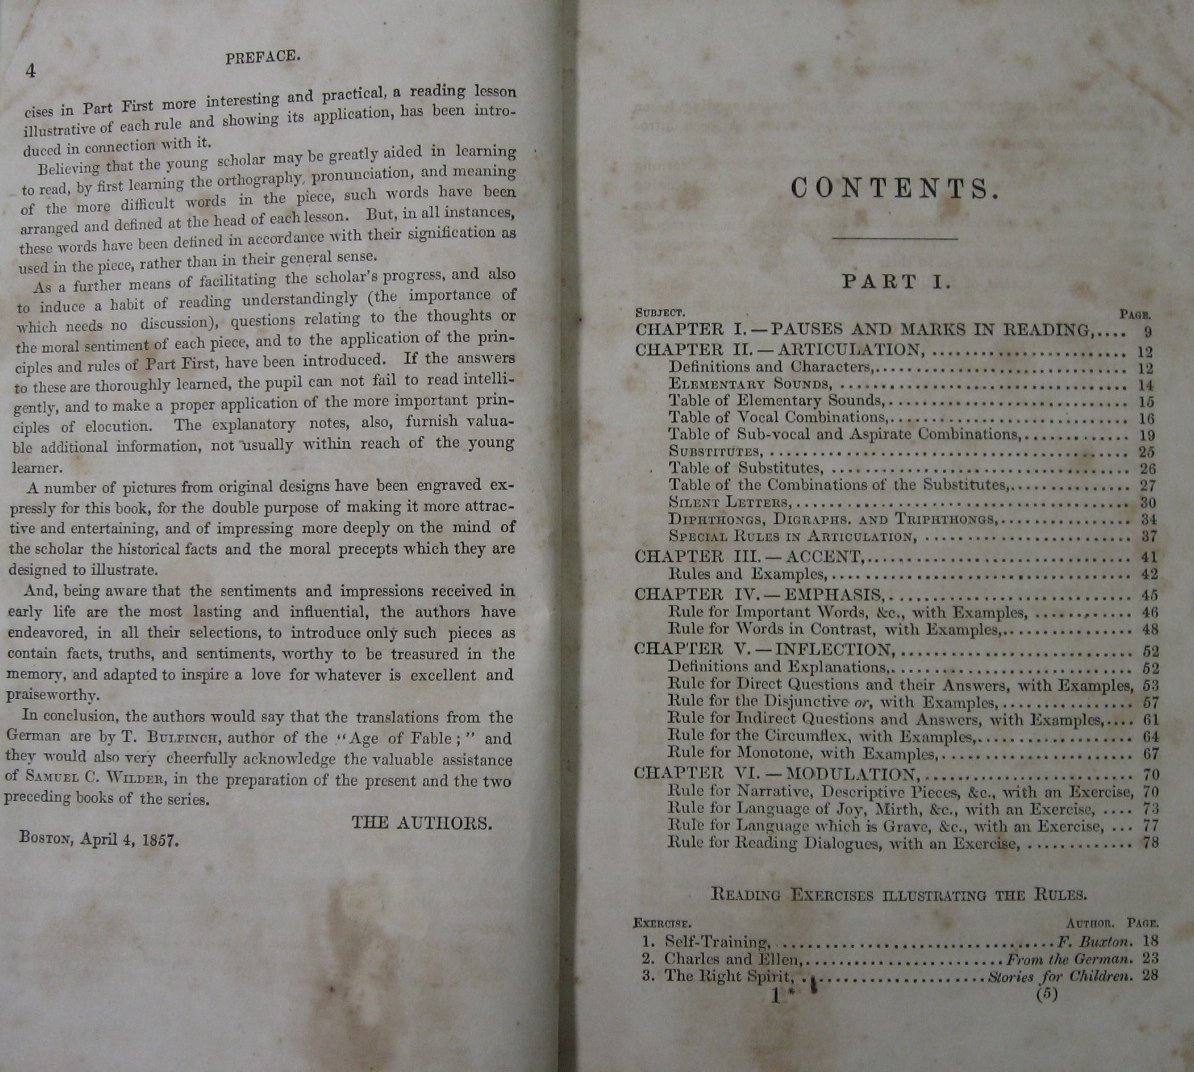 4
PREFACE.
cises in Part First more interesting and practical, a reading lesson
illustrative of each rule and showing its application, has been intro-
duced in connection with it.
Believing that the young scholar may be greatly aided in learning
to read, by first learning the orthography, pronunciation, and meaning
of the more difficult words in the piece, such words have been
arranged and defined at the head of each lesson. But, in all instances,
these words have been defined in accordance with their signification as
used in the piece, rather than in their general sense.
As a further means of facilitating the scholar's progress, and also
to induce a habit of reading understandingly (the importance of
which needs no discussion), questions relating to the thoughts or
the moral sentiment of each piece, and to the application of the prin-
ciples and rules of Part First, have been introduced. If the answers
to these are thoroughly learned, the pupil can not fail to read intelli-
gently, and to make a proper application of the more important prin-
ciples of elocution. The explanatory notes, also, furnish valua-
ble additional information, not usually within reach of the young
learner.
A number of pictures from original designs have been engraved ex-
pressly for this book, for the double purpose of making it more attrac-
tive and entertaining, and of impressing more deeply on the mind of
the scholar the historical facts and the moral precepts which they are
designed to illustrate.
And, being aware that the sentiments and impressions received in
early life are the most lasting and influential, the authors have
endeavored, in all their selections, to introduce only such pieces as
contain facts, truths, and sentiments, worthy to be treasured in the
memory, and adapted to inspire a love for whatever is excellent and
praiseworthy.
In conclusion, the authors would say that the translations from the
German are by T. BULFINCH, author of the "Age of Fable;" and
they would also very cheerfully acknowledge the valuable assistance
of SAMUEL C. WILDER, in the preparation of the present and the two
preceding books of the series.
THE AUTHORS.
BOSTON, April 4, 1857.
CONTENTS.
PART I.
SUBJECT. PAGE.
CHAPTER I.—PAUSES AND MARKS IN READING,.... 9
CHAPTER II.—ARTICULATION, ........................ 12
Definitions and Characters,.............................. 12
ELEMENTARY SOUNDS, .................................. 14
Table of Elementary Sounds,............................. 15
Table of Vocal Combinations,............................ 16
Table of Sub-vocal and Aspirate Combinations,............. 19
SUBSTITUTES, .......................................... 25
Table of Substitutes, .................................... 26
Table of the Combinations of the Substitutes,............... 27
SILENT LETTERS,........................................ 30
DIPHTHONGS, DIGRAPHS. AND TRIPHTHONGS,................ 34
SPECIAL RULES IN ARTICULATION, ......................... 37
CHAPTER III.—ACCENT,................................ 41
Rules and Examples,.................................... 42
CHAPTER IV.—EMPHASIS,.............................. 45
Rule for Important Words, &c., with Examples, ............ 46
Rule for Words in Contrast, with Examples,................ 48
CHAPTER V.—INFLECTION,............................ 52
Definitions and Explanations,............................. 52
Rule for Direct Questions and their Answers, with Examples, 53
Rule for the Disjunctive or, with Examples,................ 57
Rule for Indirect Questions and Answers, with Examples,.... 61
Rule for the Circumflex, with Examples,................... 64
Rule for Monotone, with Examples,........................ 67
CHAPTER VI.—MODULATION,.......................... 70
Rule for Narrative, Descriptive Pieces, &c., with an Exercise, 70
Rule for Language of Joy, Mirth, &c., with an Exercise, .... 73
Rule for Language which is Grave, &c., with an Exercise, ... 77
Rule for Reading Dialogues, with an Exercise, ............. 78
READING EXERCISES ILLUSTRATING THE RULES.
EXERCISE. AUTHOR. PAGE.
1. Self-Training, .................................F. Buxton. 18
2. Charles and Ellen,........................From the German. 23
3. The Right Spirit, ......................Stories for Children. 28
1* (5)